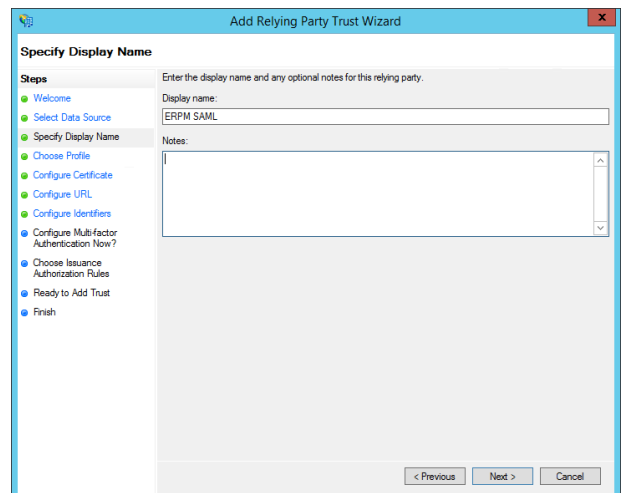 Add Relying Party Trust Wizard
x
Specify Display Name
Steps
Welcome
Select Data Source
Specify Display Name
Choose Profile
Configure Certificate
Configure URL
Configure Identifiers
Configure Multi-factor
Authentication Now?
Choose Issuance
Authorization Rules
Ready to Add Trust
Finish
Enter the display name and any optional notes for this relying party.
Display name:
ERPM SAML
Notes:
< Previous
Next >
Cancel